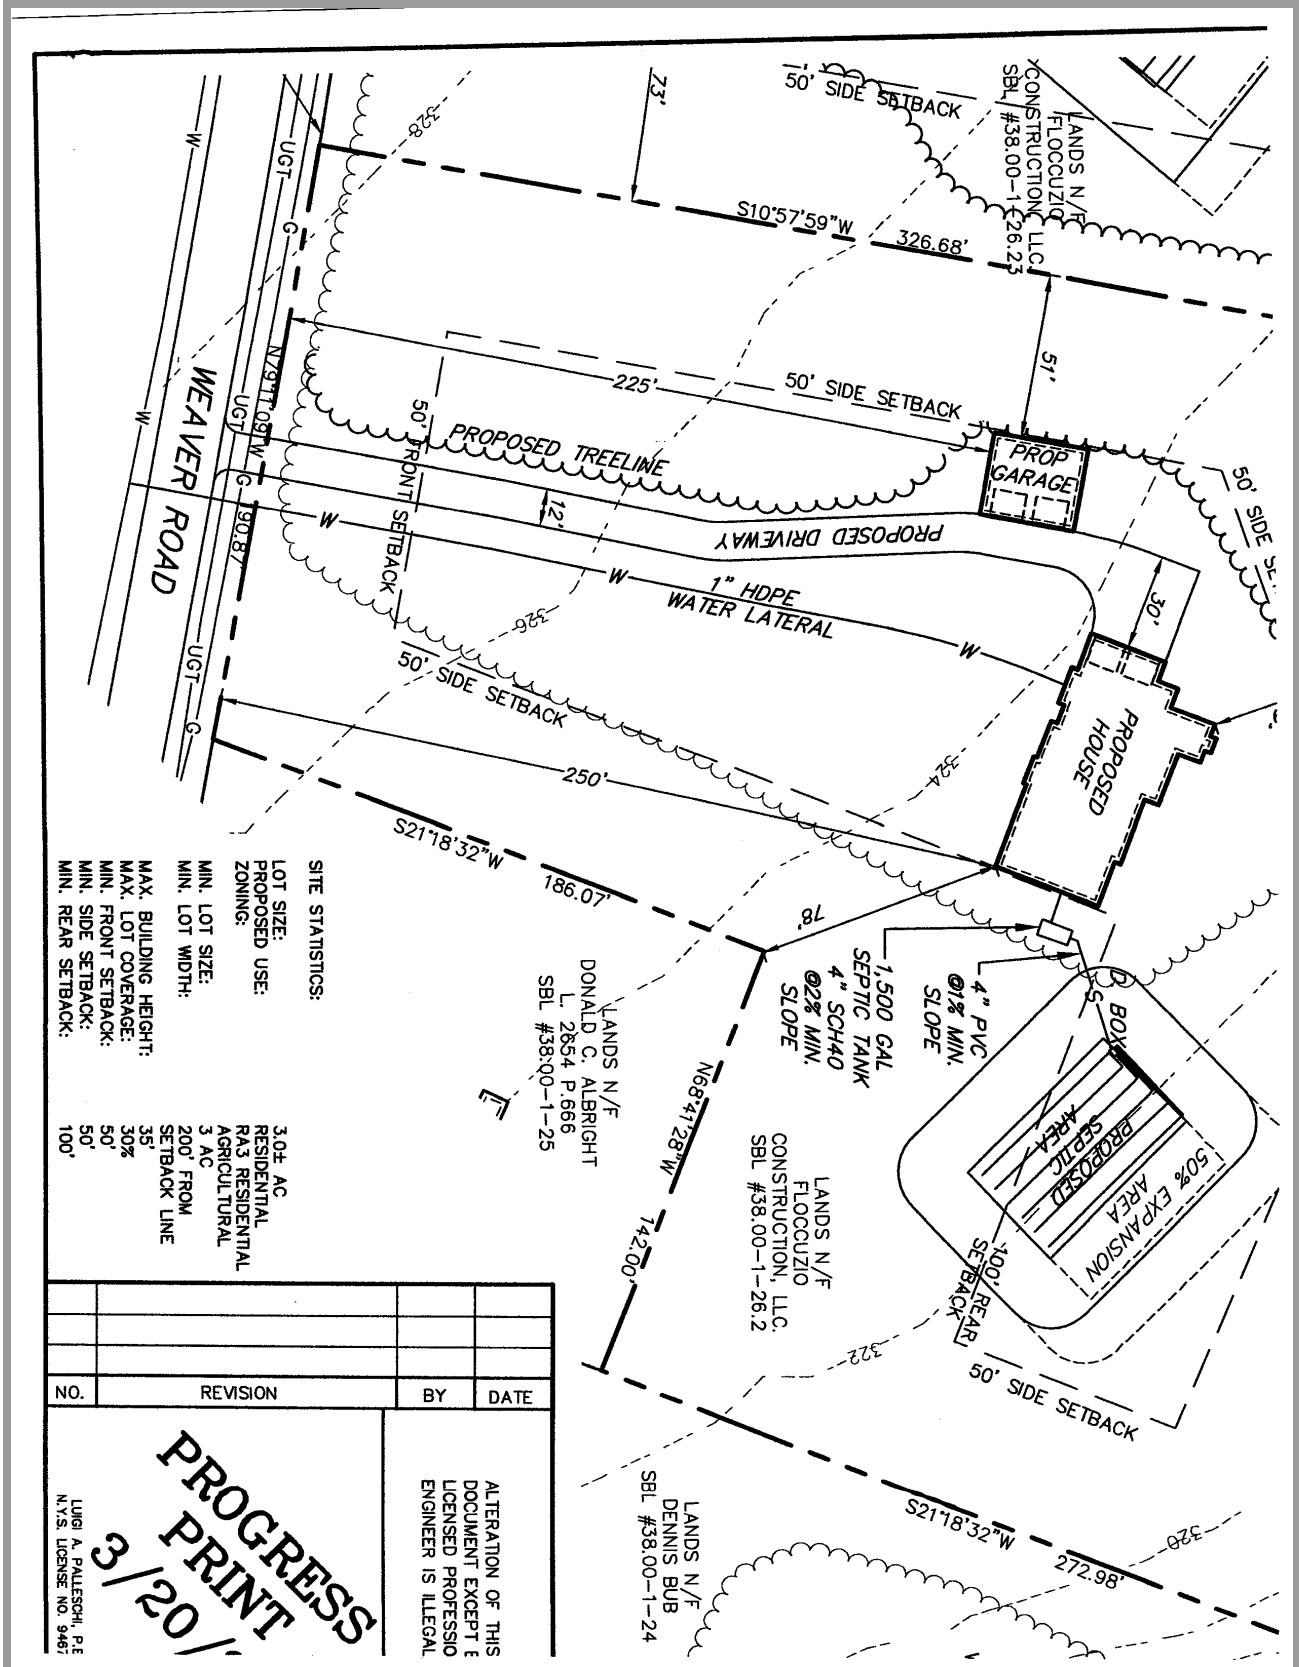 73'
50' SIDE SETBACK
LANDS N/F
FLOCCUZIO
CONSTRUCTION, LLC.
SBL #38.00-1-26.23
328
W
UGT
G
S10°57'59"W
326.68'
51'
225'
50' SIDE SETBACK
PROP
GARAGE
50' SIDE
N79°11'09"W
190.87'
UGT
G
W
WEAVER ROAD
50' FRONT SETBACK
PROPOSED TREELINE
12'
W
PROPOSED DRIVEWAY
30'
1" HDPE
WATER LATERAL
W
W
326
50' SIDE SETBACK
UGT
G
PROPOSED
HOUSE
324
250'
S21°18'32"W
186.07'
78'
1,500 GAL
SEPTIC TANK
4" SCH40
@2% MIN.
SLOPE
4" PVC
@1% MIN.
SLOPE
D BOX
S
PROPOSED
SEPTIC
AREA
50% EXPANSION
AREA
100' REAR
SETBACK
50' SIDE SETBACK
LANDS N/F
DONALD C. ALBRIGHT
L. 2654 P.666
SBL #38.00-1-25
N68°41'28"W
142.00'
LANDS N/F
FLOCCUZIO
CONSTRUCTION, LLC.
SBL #38.00-1-26.2
322
S21°18'32"W
272.98'
320
LANDS N/F
DENNIS BUB
SBL #38.00-1-24
SITE STATISTICS:
LOT SIZE: 3.0± AC
PROPOSED USE: RESIDENTIAL
ZONING: RA3 RESIDENTIAL
AGRICULTURAL
MIN. LOT SIZE: 3 AC
MIN. LOT WIDTH: 200' FROM
SETBACK LINE
MAX. BUILDING HEIGHT: 35'
MAX. LOT COVERAGE: 30%
MIN. FRONT SETBACK: 50'
MIN. SIDE SETBACK: 50'
MIN. REAR SETBACK: 100'
NO. REVISION BY DATE
ALTERATION OF THIS
DOCUMENT EXCEPT
LICENSED
ENGINEER IS ILLEGAL
PROGRESS
PRINT
3/20/
LUIGI A. PALLESCHI, P.E
N.Y.S. LICENSE NO. 9467